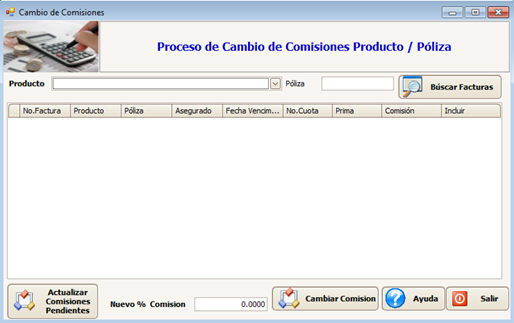 Cambio de Comisiones
Proceso de Cambio de Comisiones Producto / Póliza
Producto Póliza Búscar Facturas
No.Factura Producto Póliza Asegurado Fecha Vencim... No.Cuota Prima Comisión Incluir
Actualizar
Comisiones
Pendientes
Nuevo % Comision 0.0000 Cambiar Comision Ayuda Salir